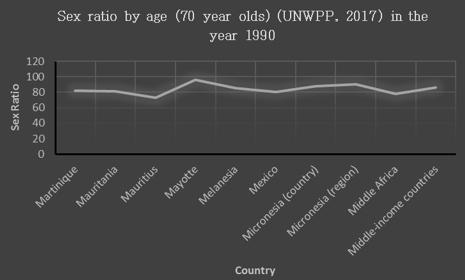 Sex ratio by age (70 year olds) (UNWPP, 2017) in the
year 1990
120
100
80
60
40
20
0
Sex Ratio
Martinique
Mauritania
Mauritius
Mayotte
Melanesia
Mexico
Micronesia (country)
Micronesia (region)
Middle Africa
Middle-income countries
Country